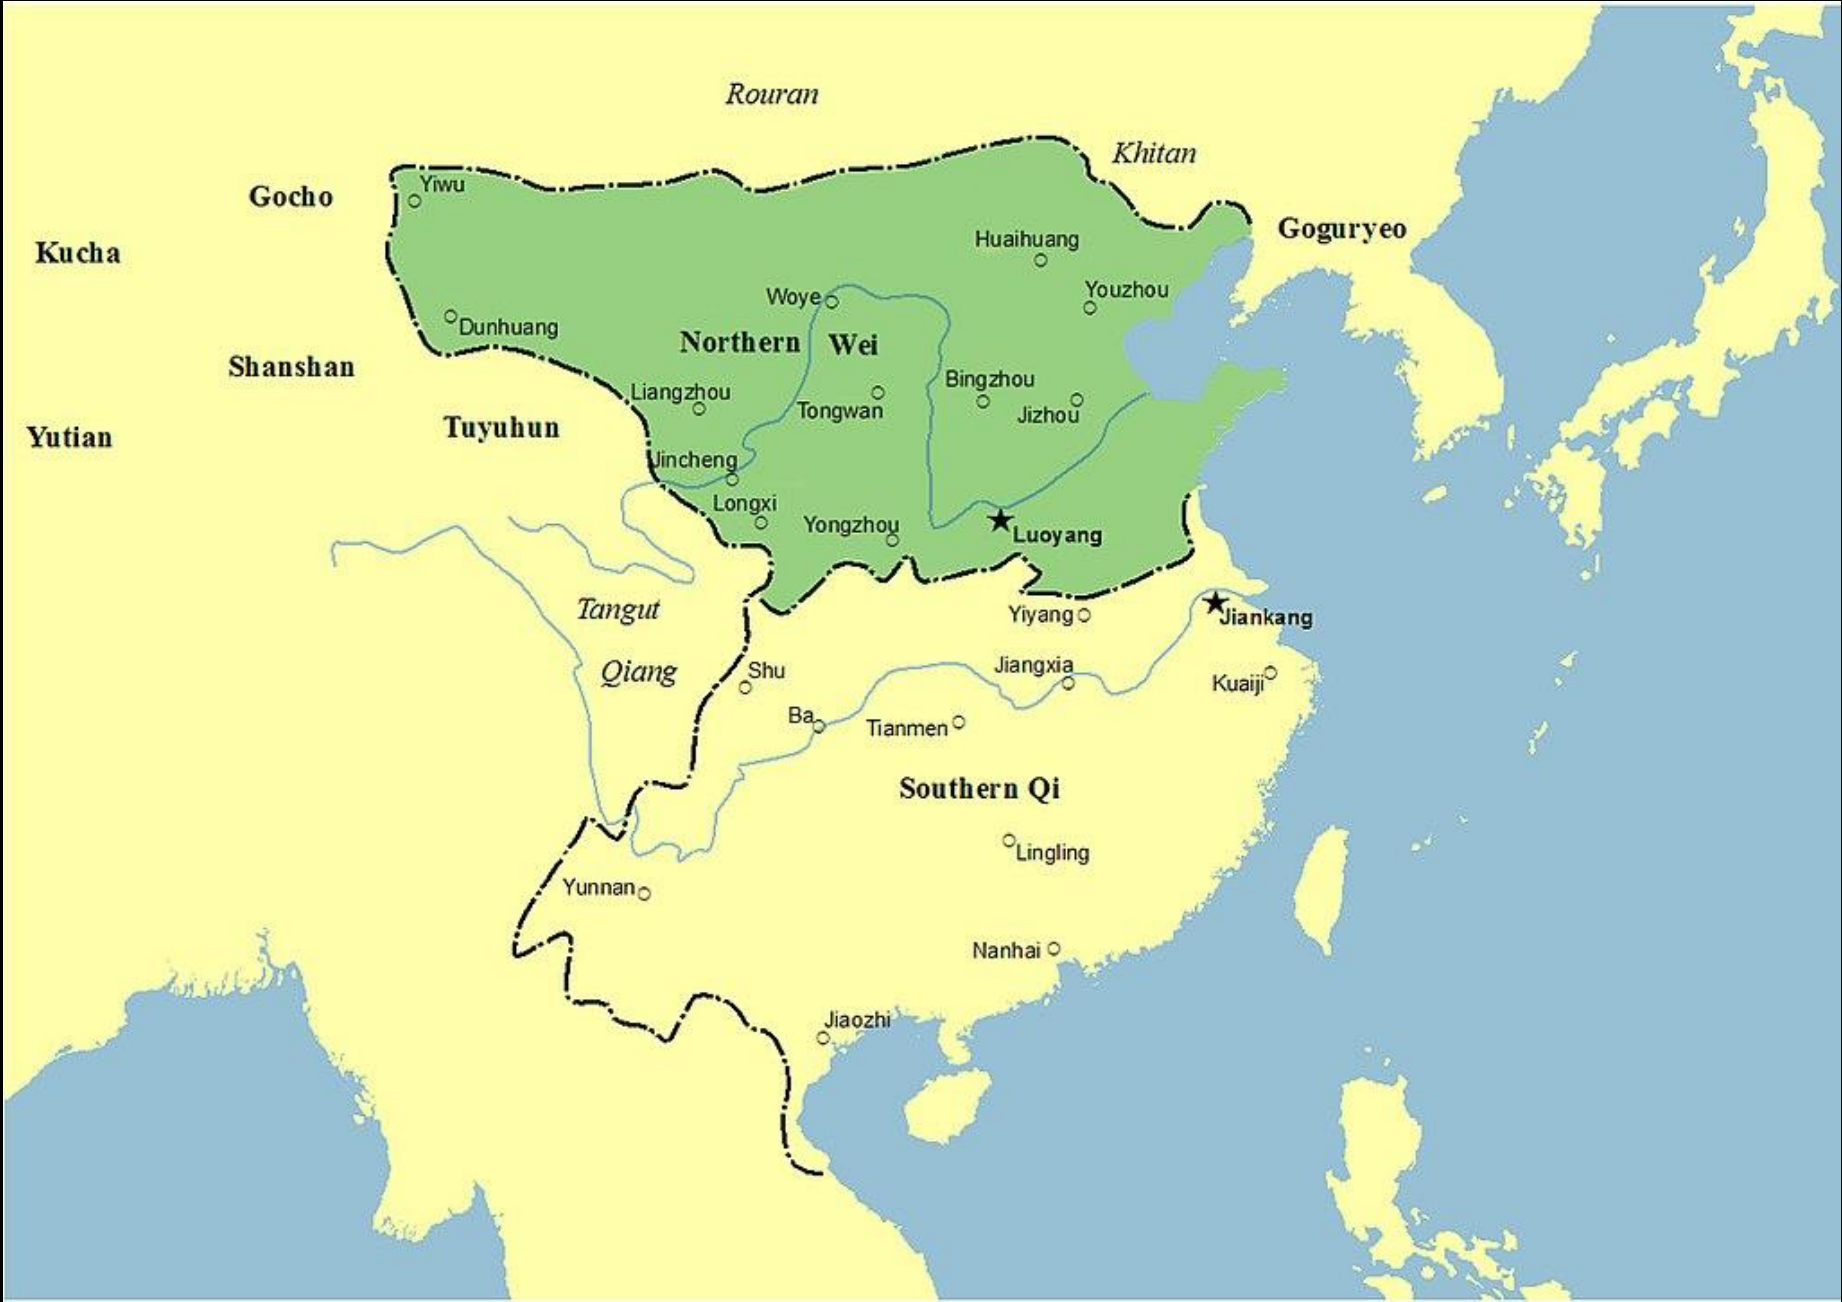 Rouran
Khitan
Gocho
Yiwu
Goguryeo
Kucha
Huaihuang
Youzhou
Woye
Dunhuang
Northern Wei
Shanshan
Liangzhou
Tongwan
Bingzhou
Jizhou
Yutian
Tuyuhun
Jincheng
Longxi
Yongzhou
Luoyang
Tangut
Yiyang
Jiankang
Qiang
Shu
Jiangxia
Kuaiji
Ba
Tianmen
Southern Qi
Lingling
Yunnan
Nanhai
Jiaozhi